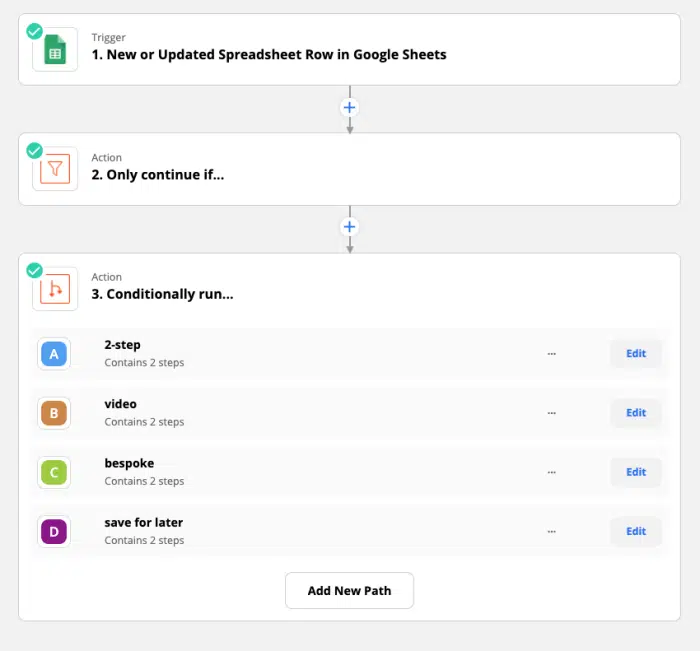 Trigger
1. New or Updated Spreadsheet Row in Google Sheets
Action
2. Only continue if...
Action
3. Conditionally run...
A
2-step
Contains 2 steps
...
Edit
B
video
Contains 2 steps
...
Edit
C
bespoke
Contains 2 steps
...
Edit
D
save for later
Contains 2 steps
...
Edit
Add New Path